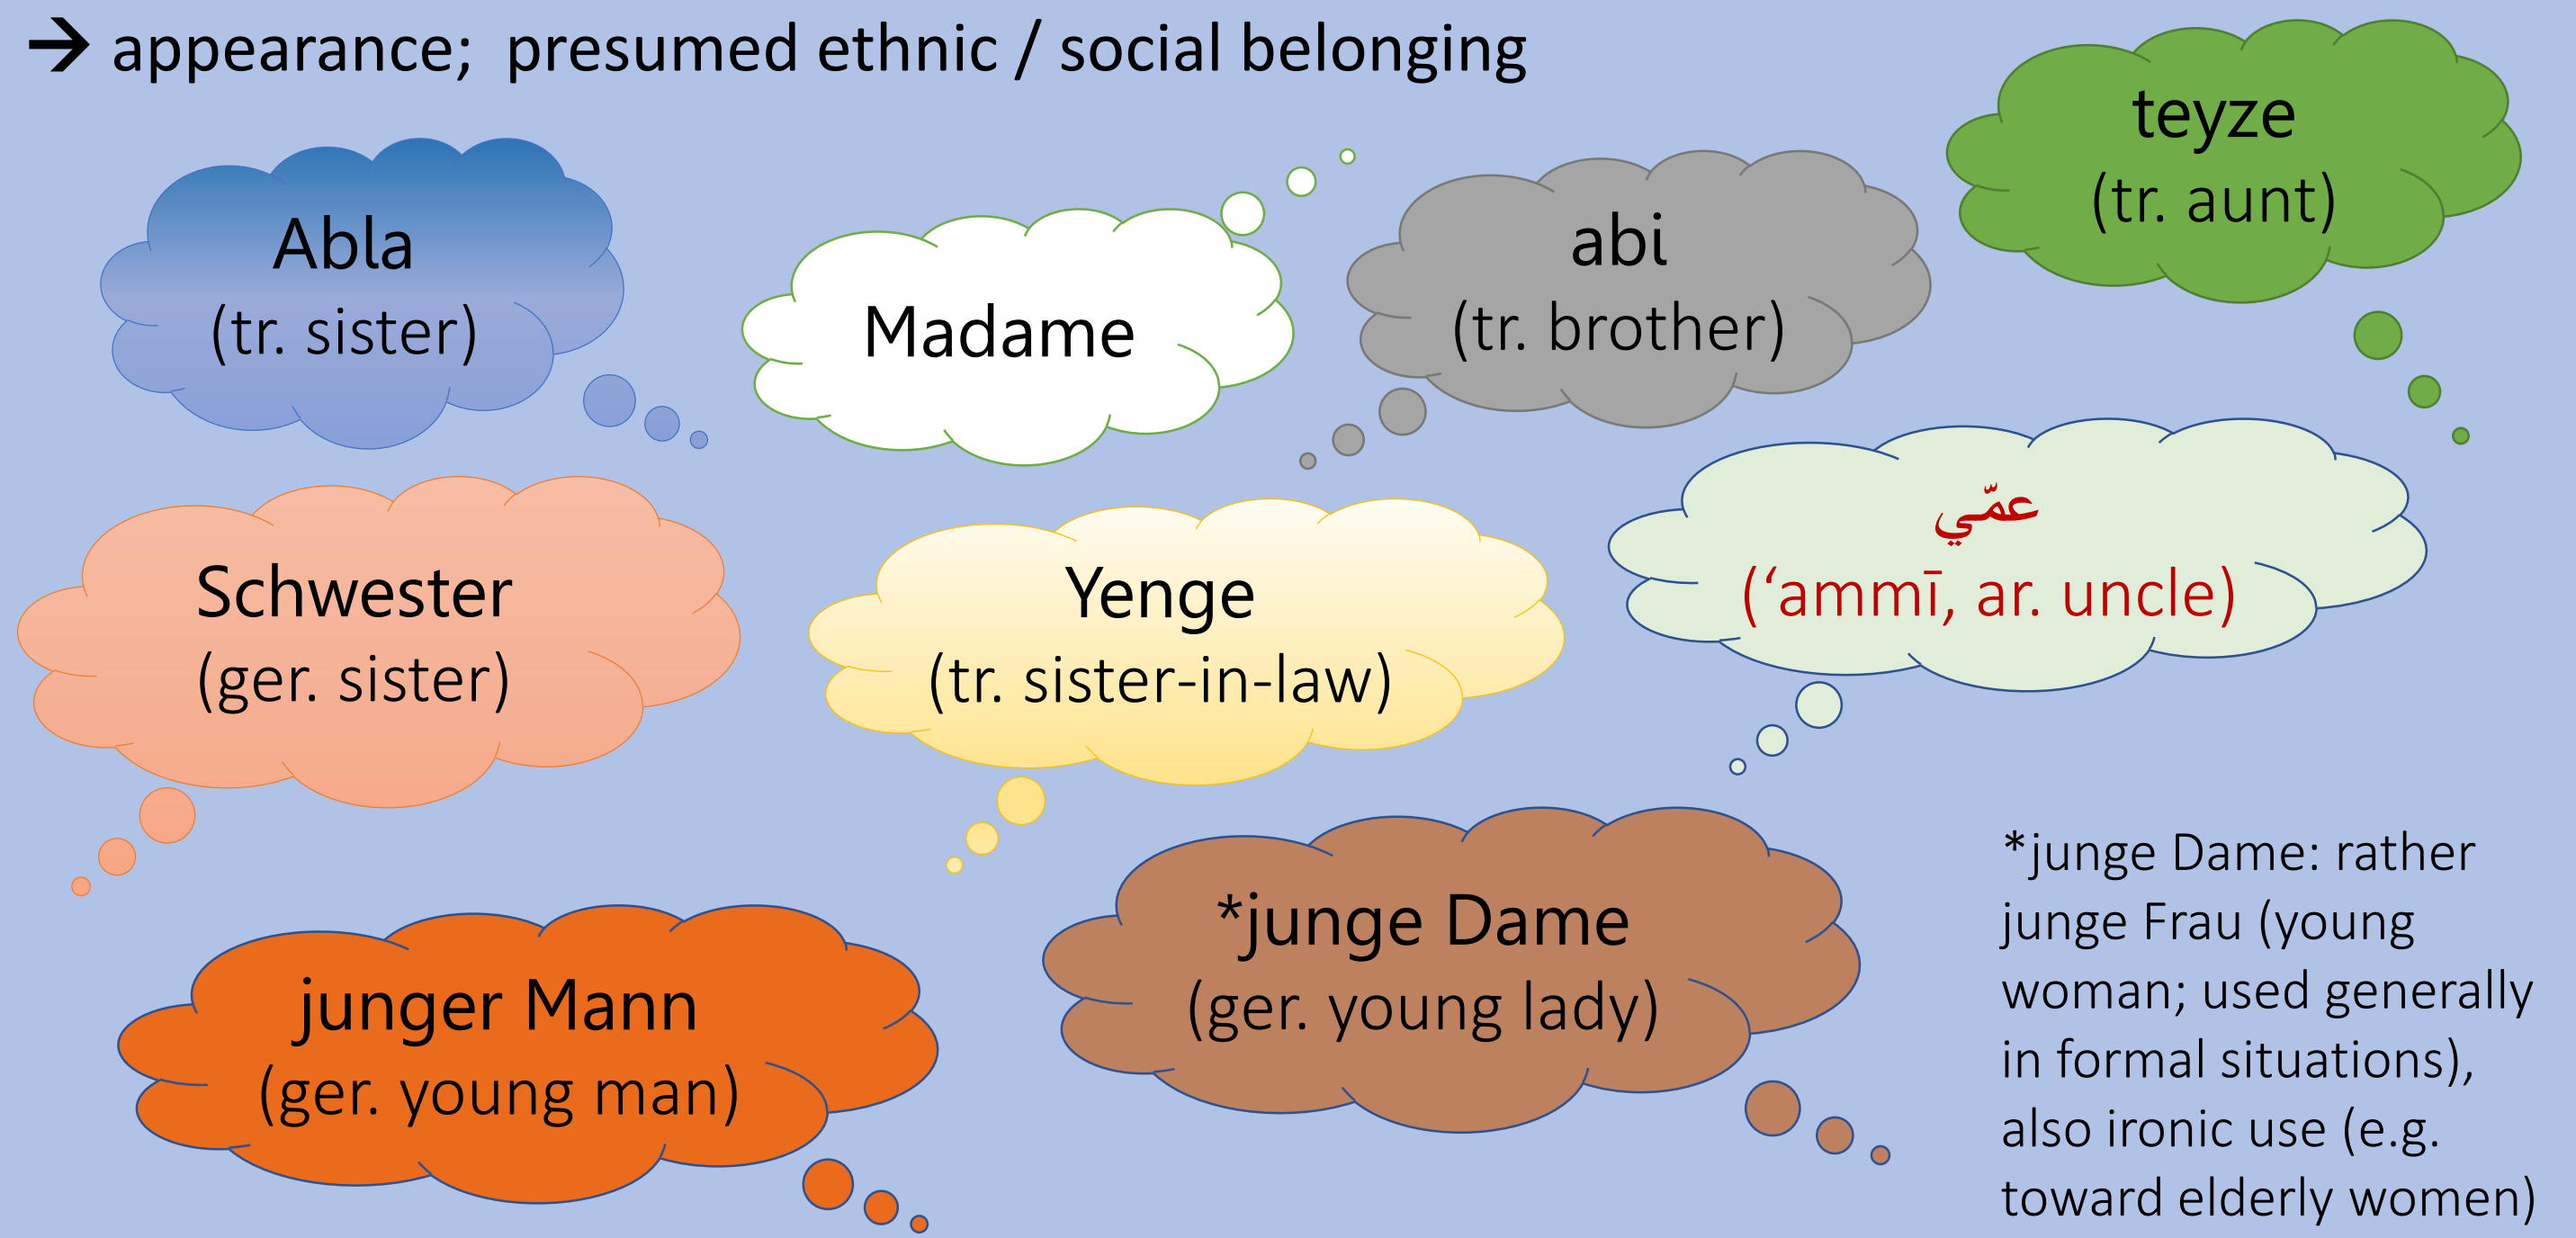 → appearance; presumed ethnic / social belonging
Abla
(tr. sister)
Madame
abi
(tr. brother)
teyze
(tr. aunt)
Schwester
(ger. sister)
Yenge
(tr. sister-in-law)
عمّي
(‘ammī, ar. uncle)
junger Mann
(ger. young man)
*junge Dame
(ger. young lady)
*junge Dame: rather
junge Frau (young
woman; used generally
in formal situations),
also ironic use (e.g.
toward elderly women)